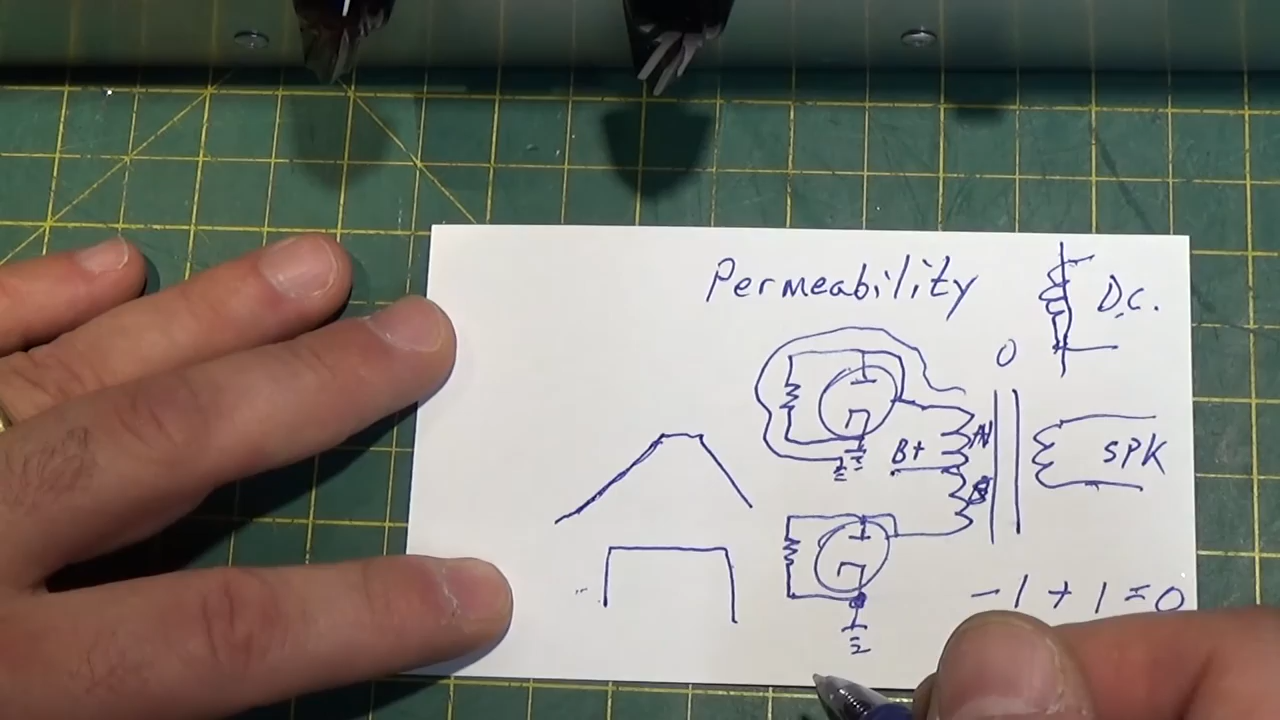 Permeability
D.C.
0
B+
N
SPK
-1 + 1 = 0